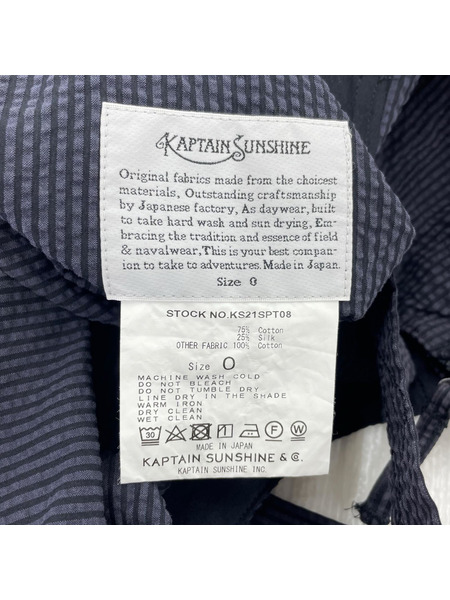 KAPTAIN SUNSHINE
Original fabrics made from the choicest
materials, Outstanding craftsmanship
by Japanese factory, As daywear, built
to take hard wash and sun drying, Em-
bracing the tradition and essence of field
& navalwear, This is your best compan-
ion to take to adventures. Made in Japan.
Size 0
STOCK NO.KS21SPT08
75% Cotton
25% Silk
OTHER FABRIC 100% Cotton
Size 0
MACHINE WASH COLD
DO NOT BLEACH
DO NOT TUMBLE DRY
LINE DRY IN THE SHADE
WARM IRON
DRY CLEAN
WET CLEAN
30 F W
MADE IN JAPAN
KAPTAIN SUNSHINE & Co.
KAPTAIN SUNSHINE INC.